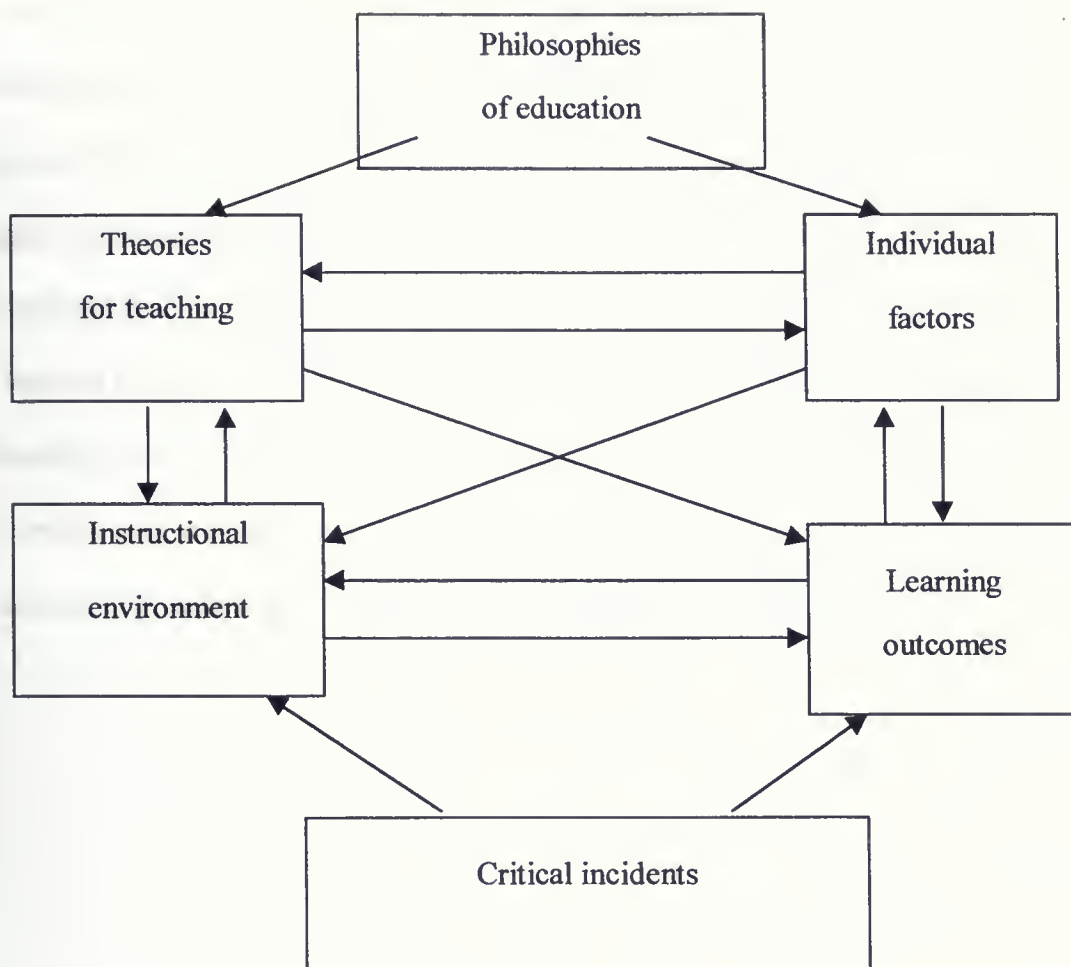 Philosophies
of education
Theories
for teaching
Individual
factors
Instructional
environment
Learning
outcomes
Critical incidents